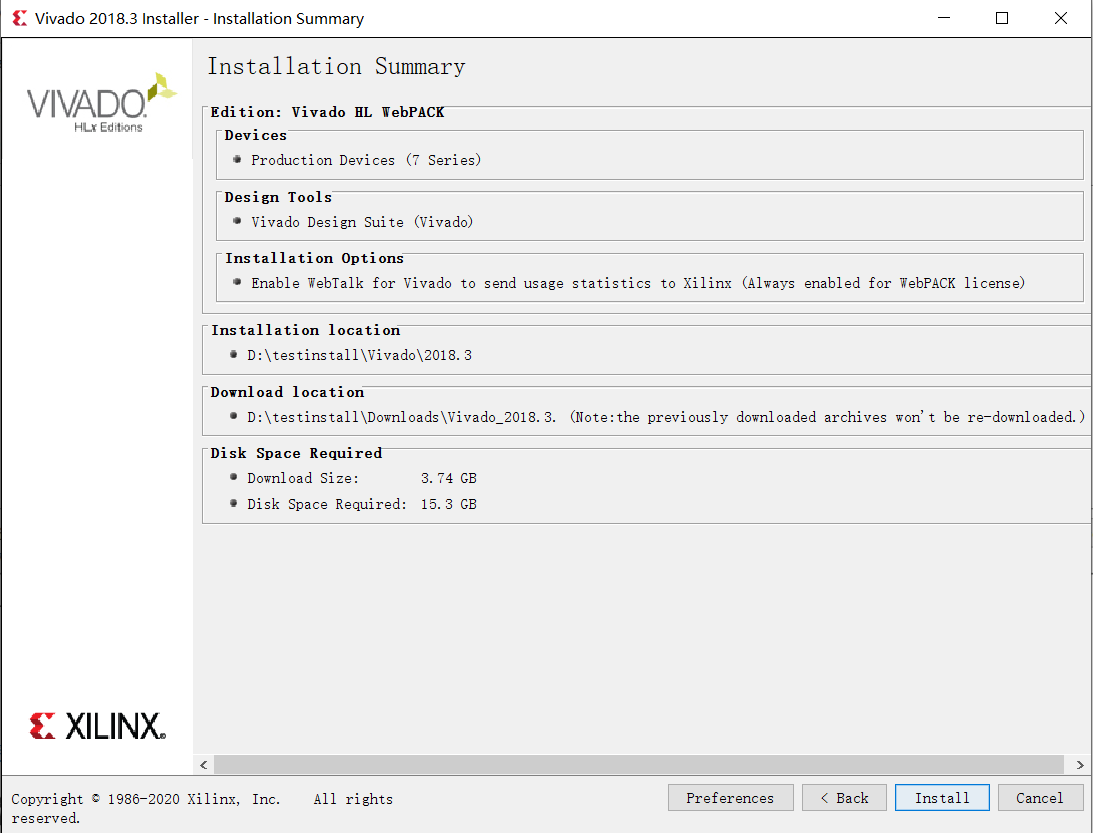 Vivado 2018.3 Installer - Installation Summary
VIVADO.
HLx Editions
Installation Summary
Edition: Vivado HL WebPACK
Devices
Production Devices (7 Series)
Design Tools
Vivado Design Suite (Vivado)
Installation Options
Enable WebTalk for Vivado to send usage statistics to Xilinx (Always enabled for WebPACK license)
Installation location
D:\testinstall\Vivado\2018.3
Download location
D:\testinstall\Downloads\Vivado_2018.3. (Note:the previously downloaded archives won't be re-downloaded.)
Disk Space Required
Download Size: 3.74 GB
Disk Space Required: 15.3 GB
XILINX®
Copyright © 1986-2020 Xilinx, Inc. All rights
reserved.
Preferences < Back Install Cancel